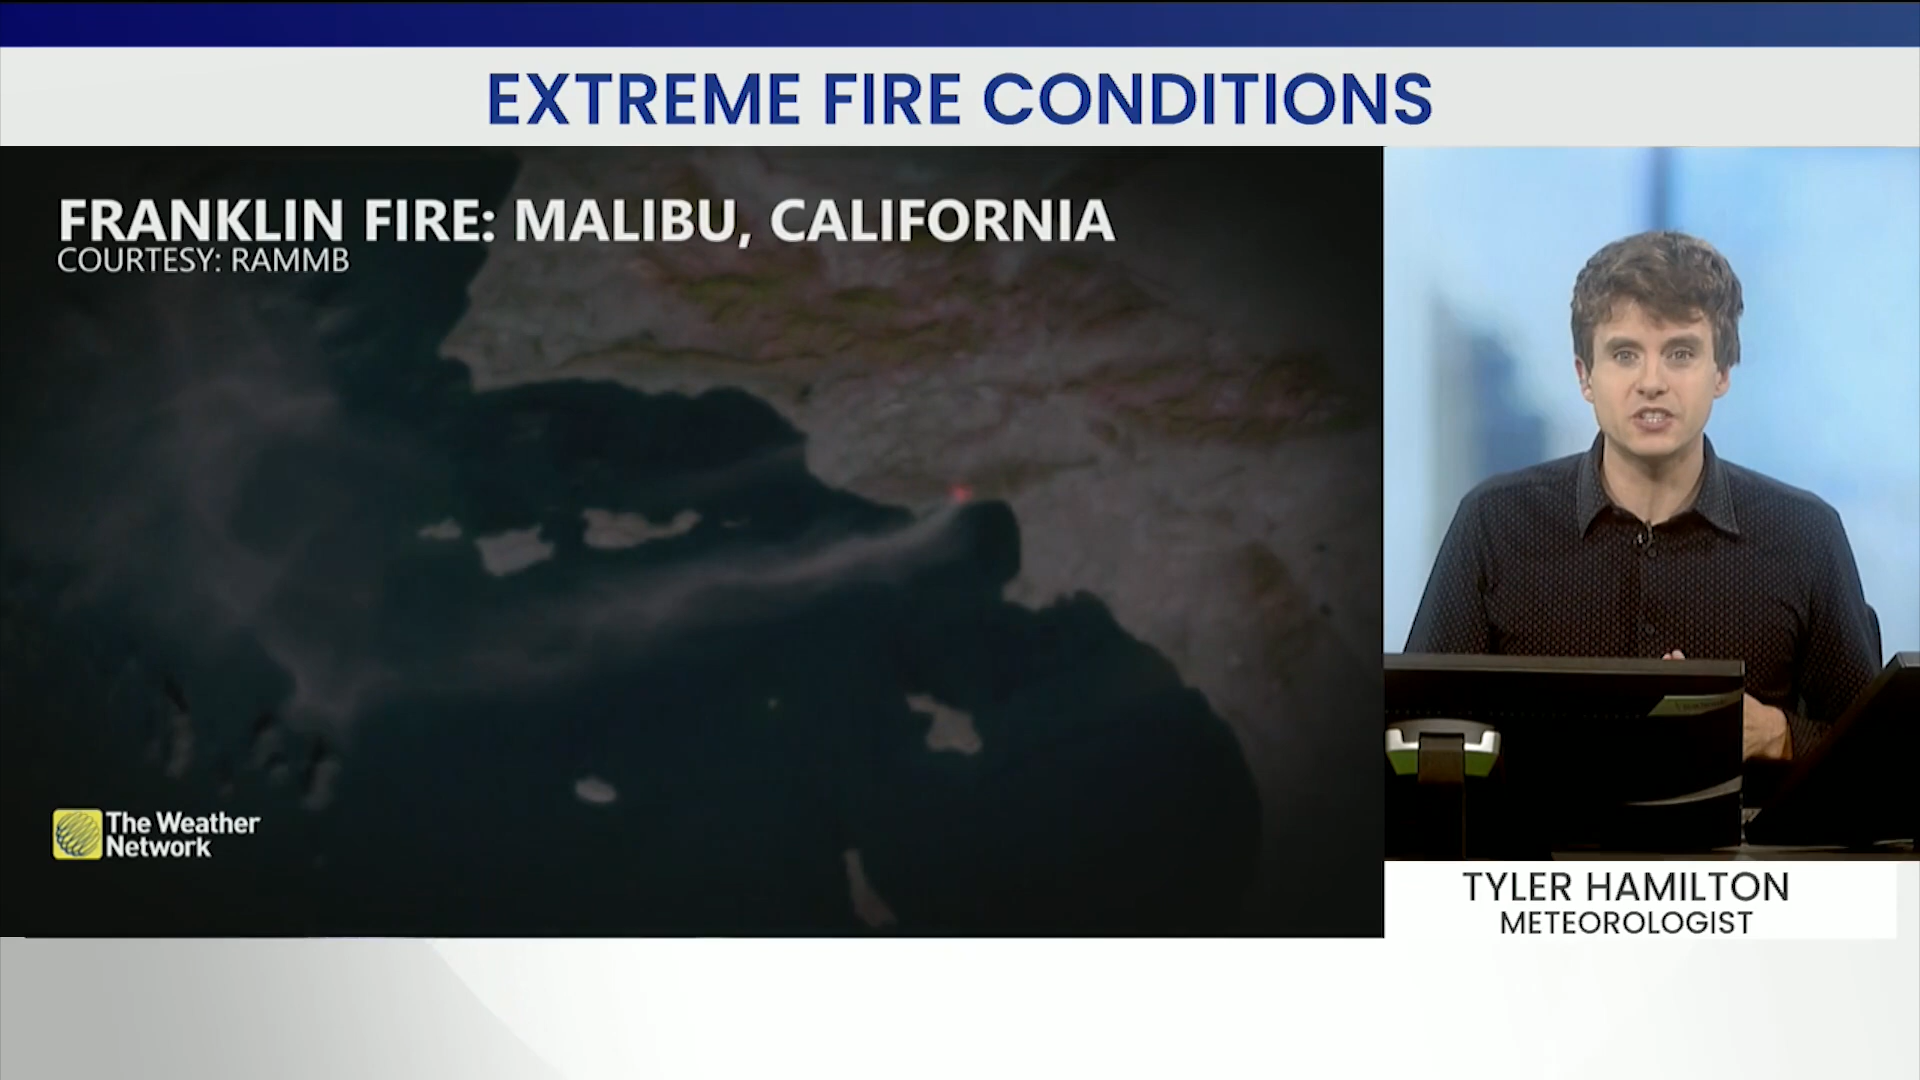 EXTREME FIRE CONDITIONS
FRANKLIN FIRE: MALIBU, CALIFORNIA
COURTESY: RAMMB
The Weather
Network
TYLER HAMILTON
METEOROLOGIST